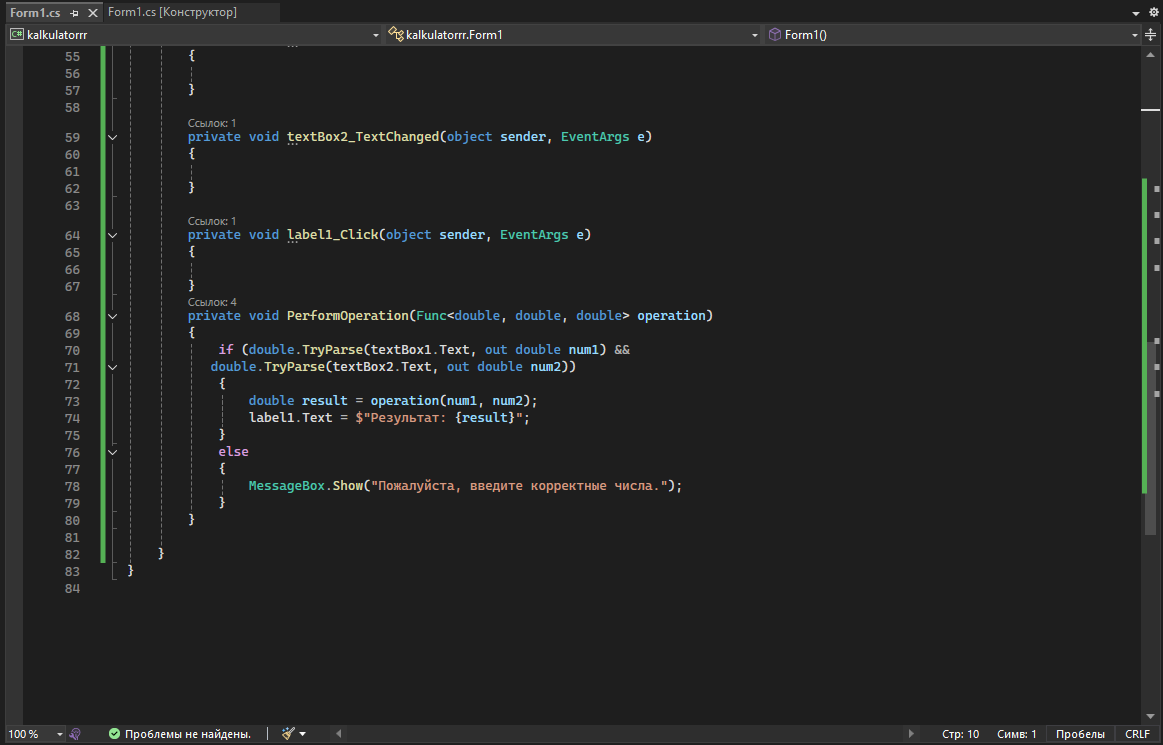 Form1.cs Form1.cs [Конструктор]
C# kalkulatorrr kalkulatorrr.Form1 Form1()
55 {
56
57 }
58
Ссылок: 1
59 private void textBox2_TextChanged(object sender, EventArgs e)
60 {
61
62 }
63
Ссылок: 1
64 private void label1_Click(object sender, EventArgs e)
65 {
66
67 }
Ссылок: 4
68 private void PerformOperation(Func<double, double, double> operation)
69 {
70 if (double.TryParse(textBox1.Text, out double num1) &&
71 double.TryParse(textBox2.Text, out double num2))
72 {
73 double result = operation(num1, num2);
74 label1.Text = $"Результат: {result}";
75 }
76 else
77 {
78 MessageBox.Show("Пожалуйста, введите корректные числа.");
79 }
80 }
81
82 }
83 }
84
100 % Проблемы не найдены. Стр: 10 Симв: 1 Пробелы CRLF